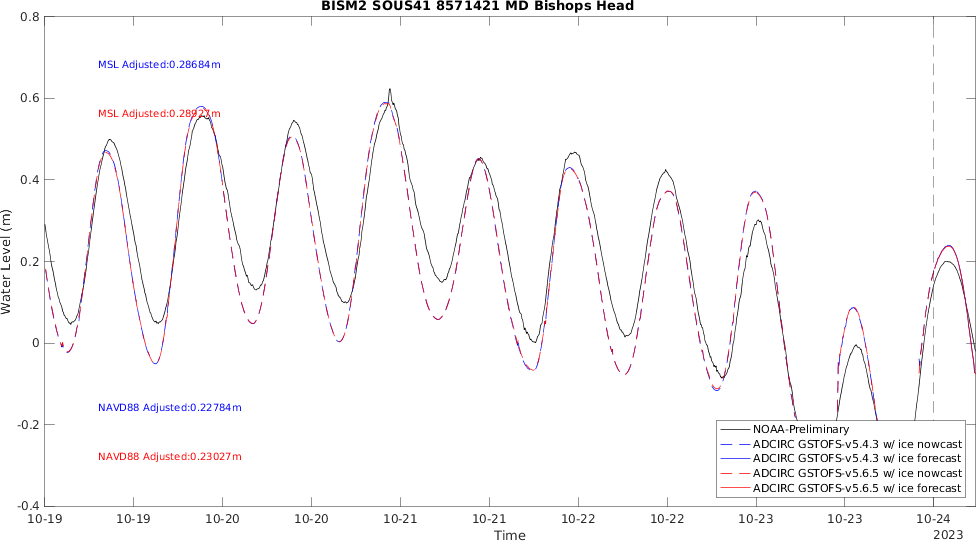 BISM2 SOUS41 8571421 MD Bishops Head
0.8
0.6
0.4
0.2
0
-0.2
-0.4
Water Level (m)
MSL Adjusted:0.28684m
MSL Adjusted:0.28927m
NAVD88 Adjusted:0.22784m
NAVD88 Adjusted:0.23027m
NOAA-Preliminary
ADCIRC GSTOFS-v5.4.3 w/ ice nowcast
ADCIRC GSTOFS-v5.4.3 w/ ice forecast
ADCIRC GSTOFS-v5.6.5 w/ ice nowcast
ADCIRC GSTOFS-v5.6.5 w/ ice forecast
10-19 10-19 10-20 10-20 10-21 10-21 10-22 10-22 10-23 10-23 10-24
2023
Time